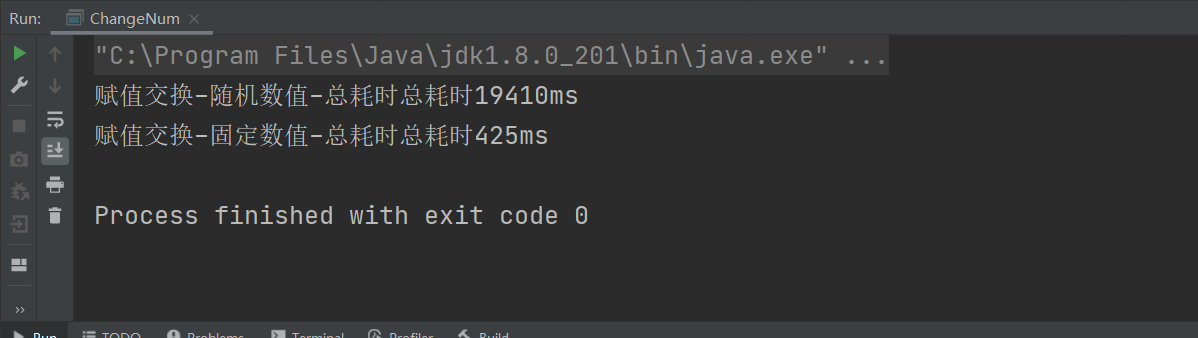 Run: ChangeNum
"C:\Program Files\Java\jdk1.8.0_201\bin\java.exe" ...
赋值交换-随机数值-总耗时总耗时19410ms
赋值交换-固定数值-总耗时总耗时425ms
Process finished with exit code 0
Run TODO Problems Terminal Profiler Build